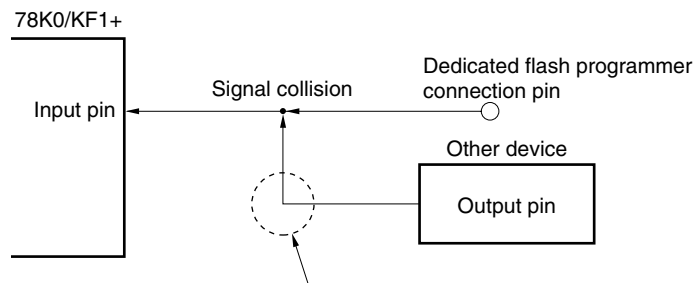 78K0/KF1+
Input pin
Signal collision
Dedicated flash programmer
connection pin
Other device
Output pin